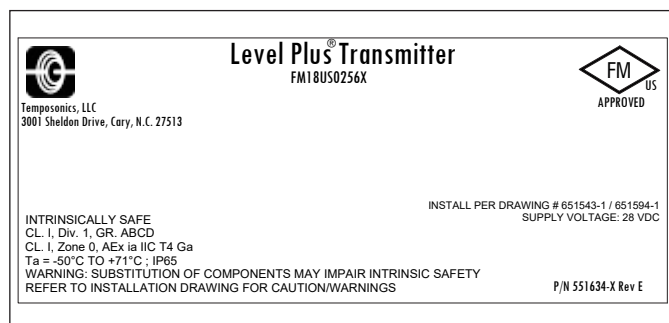 Level Plus® Transmitter
FM18US0256X
FM
US
APPROVED
Temposonics, LLC
3001 Sheldon Drive, Cary, N.C. 27513
INSTALL PER DRAWING # 651543-1 / 651594-1
SUPPLY VOLTAGE: 28 VDC
INTRINSICALLY SAFE
CL. I, Div. 1, GR. ABCD
CL. I, Zone 0, AEx ia IIC T4 Ga
Ta = -50°C TO +71°C ; IP65
WARNING: SUBSTITUTION OF COMPONENTS MAY IMPAIR INTRINSIC SAFETY
REFER TO INSTALLATION DRAWING FOR CAUTION/WARNINGS
P/N 551634-X Rev E